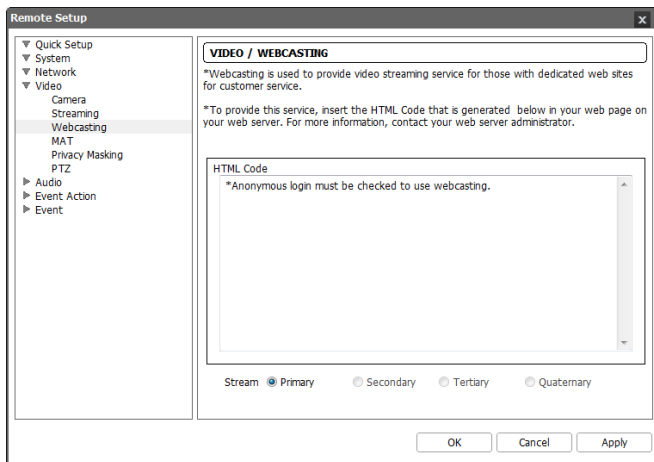 Remote Setup
x
Quick Setup
System
Network
Video
Camera
Streaming
Webcasting
MAT
Privacy Masking
PTZ
Audio
Event Action
Event
VIDEO / WEBCASTING
*Webcasting is used to provide video streaming service for those with dedicated web sites
for customer service.
*To provide this service, insert the HTML Code that is generated below in your web page on
your web server. For more information, contact your web server administrator.
HTML Code
*Anonymous login must be checked to use webcasting.
Stream Primary Secondary Tertiary Quaternary
OK Cancel Apply